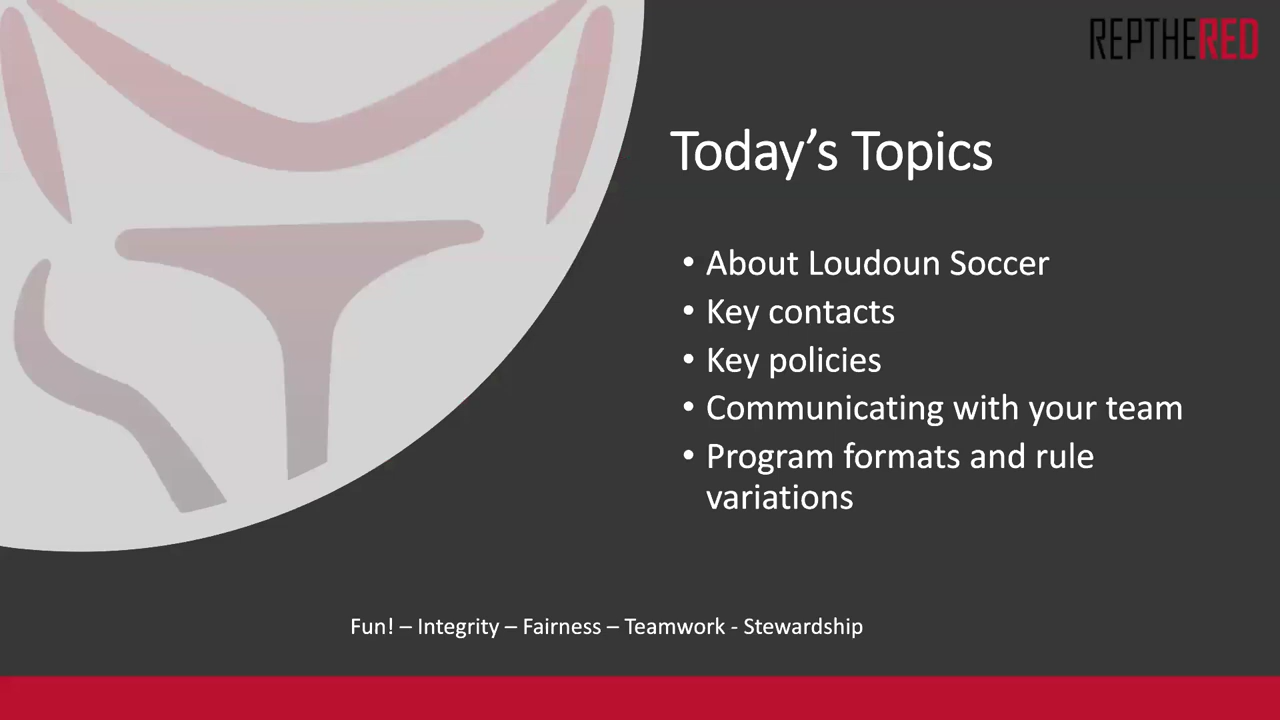 REPTHERED
Today’s Topics
• About Loudoun Soccer
• Key contacts
• Key policies
• Communicating with your team
• Program formats and rule
variations
Fun! – Integrity – Fairness – Teamwork - Stewardship